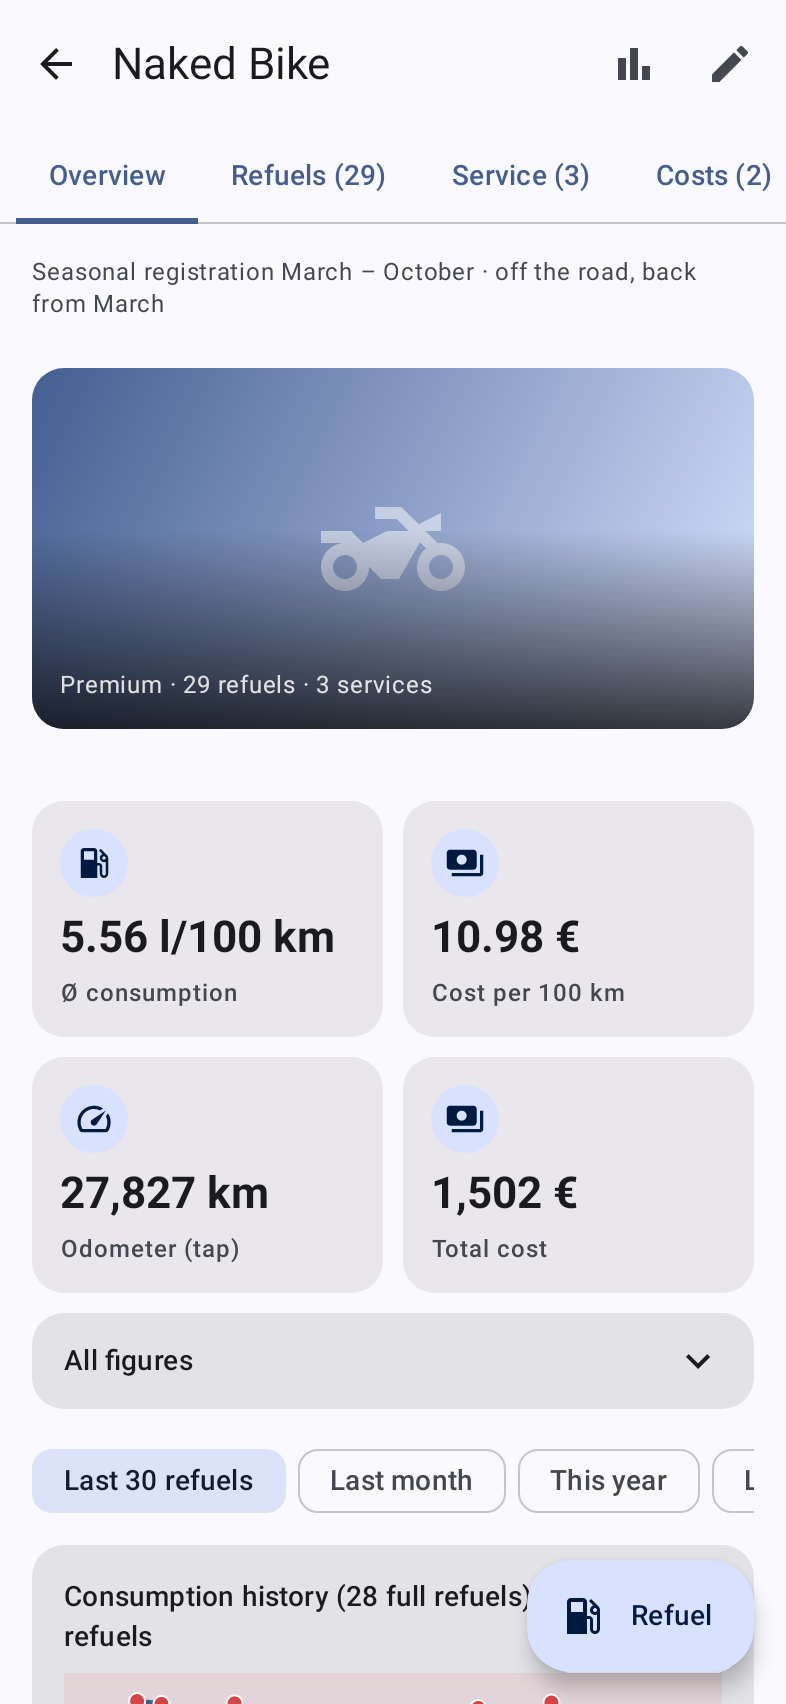 Naked Bike
Overview
Refuels (29)
Service (3)
Costs (2)
Seasonal registration March – October · off the road, back
from March
Premium · 29 refuels · 3 services
5.56 l/100 km
Ø consumption
10.98 €
Cost per 100 km
27,827 km
Odometer (tap)
1,502 €
Total cost
All figures
Last 30 refuels
Last month
This year
Consumption history (28 full refuels)
refuels
Refuel